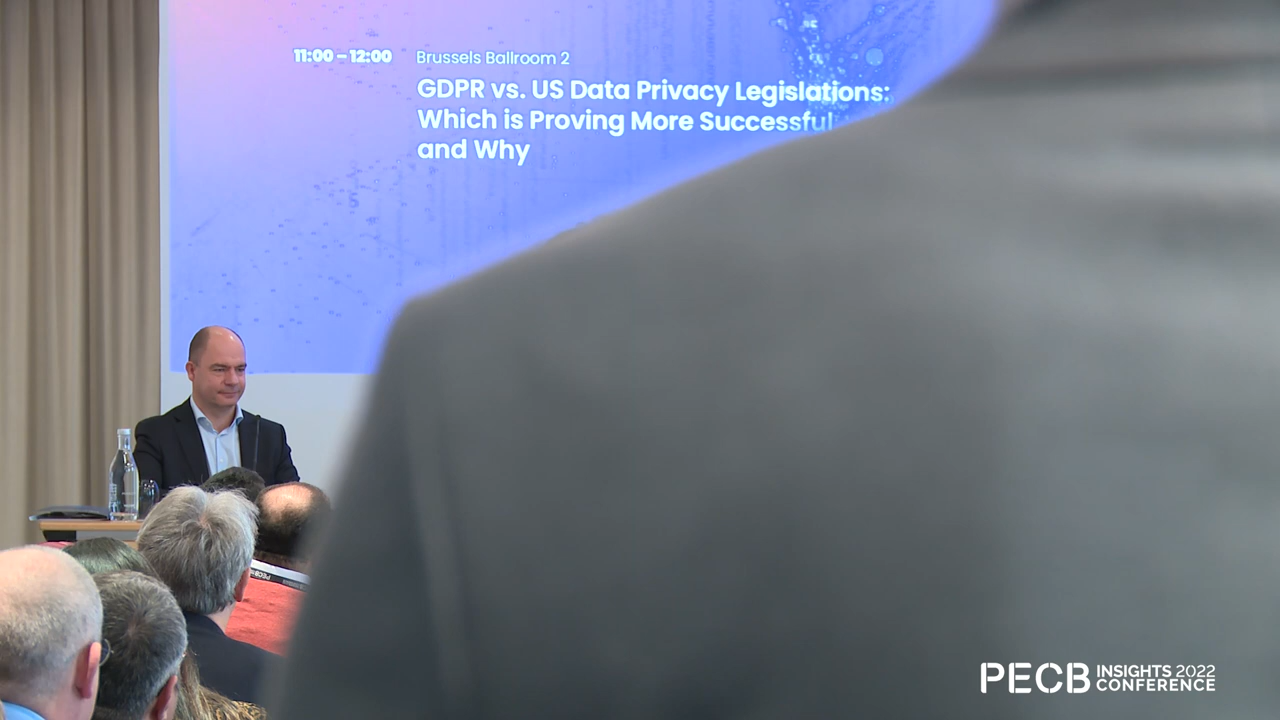 11:00 – 12:00 Brussels Ballroom 2
GDPR vs. US Data Privacy Legislations:
Which is Proving More Successful
and Why
PECB
PECB INSIGHTS 2022
CONFERENCE